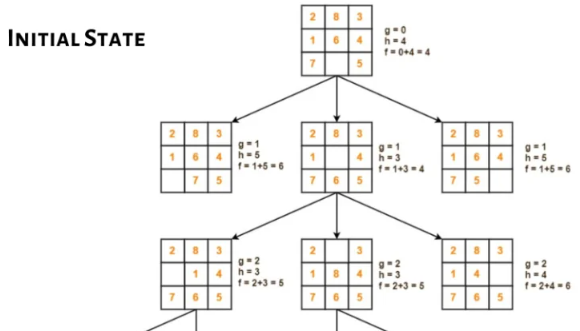 INITIAL STATE
2 8 3
1 6 4
7 5
g = 0
h = 4
f = 0+4 = 4
2 8 3
1 6 4
7 5
g = 1
h = 5
f = 1+5 = 6
2 8 3
1 4
7 6 5
g = 1
h = 3
f = 1+3 = 4
2 8 3
1 6 4
7 5
g = 1
h = 5
f = 1+5 = 6
2 8 3
1 4
7 6 5
g = 2
h = 3
f = 2+3 = 5
2 3
1 8 4
7 6 5
g = 2
h = 3
f = 2+3 = 5
2 8 3
1 4
7 6 5
g = 2
h = 4
f = 2+4 = 6